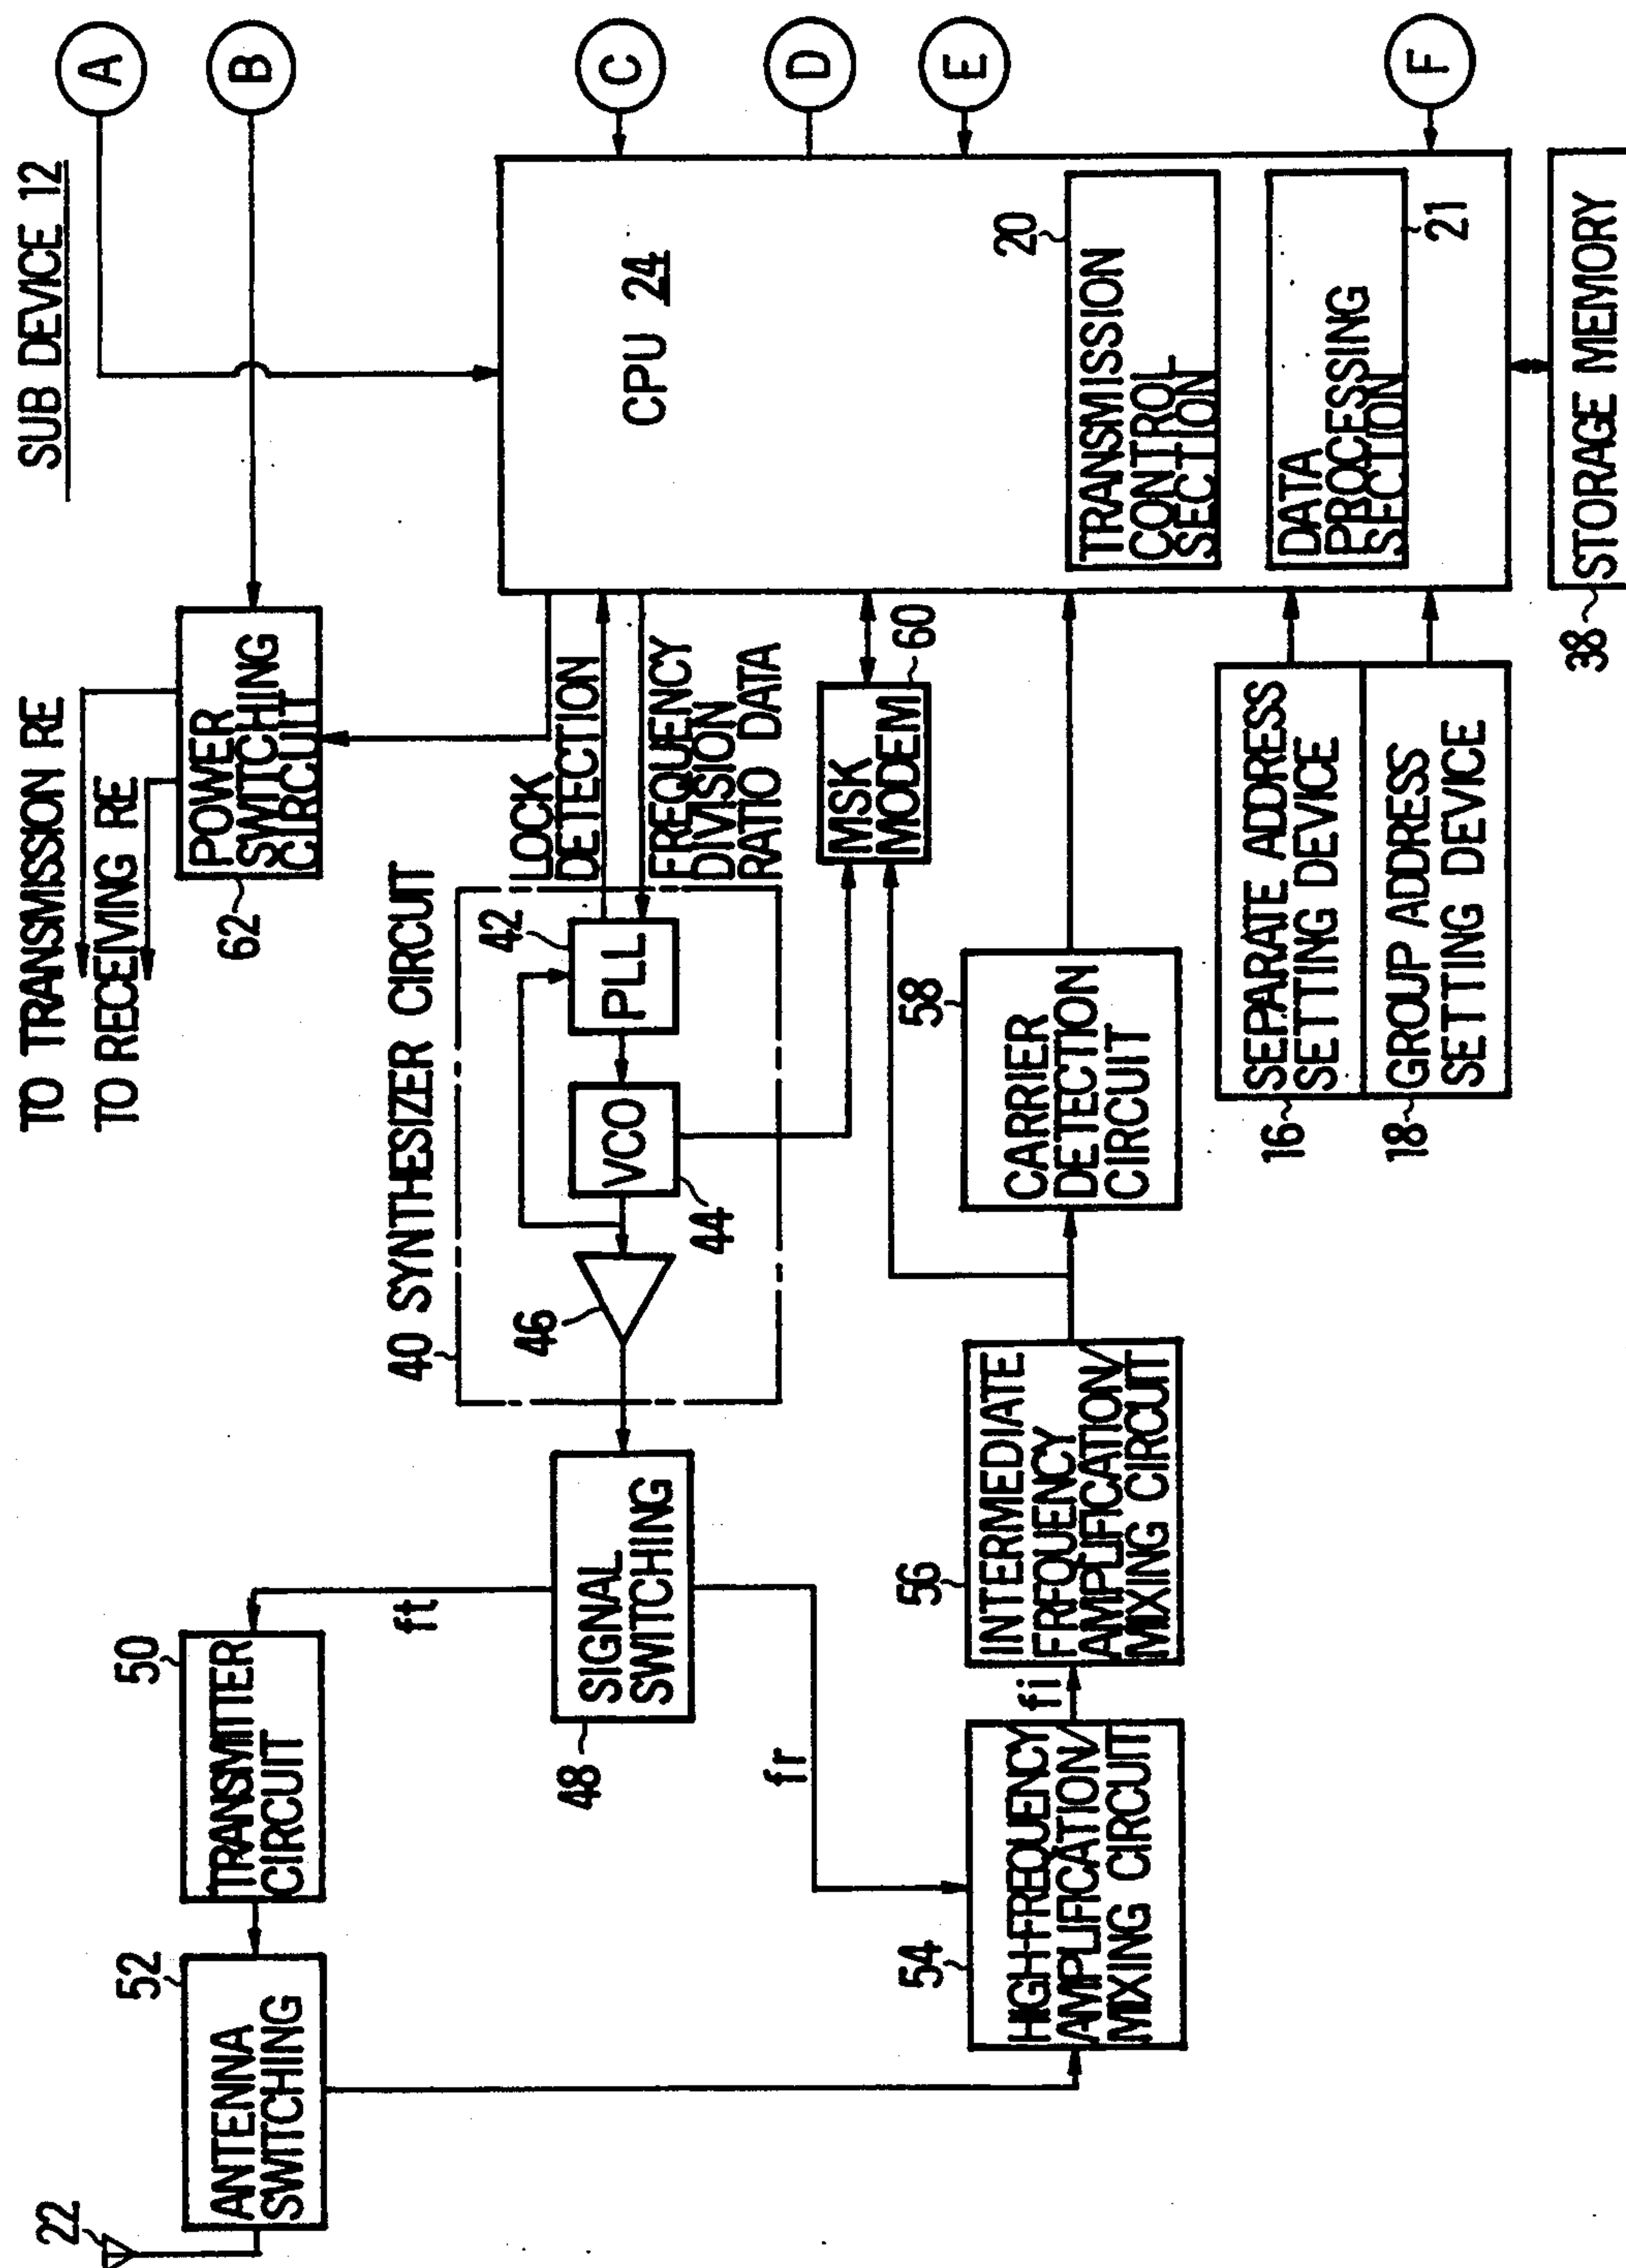 SUB DEVICE 12
A
B
C
D
E
F
TO TRANSMISSION RE
TO RECEIVING RE
POWER
SWITCHING
CIRCUIT
62
CPU 24
20
TRANSMISSION
CONTROL
SECTION
DATA
PROCESSING
SECTION
21
38
STORAGE MEMORY
LOCK
DETECTION
FREQUENCY
DIVISION
RATIO DATA
MSK
MODEM
60
40 SYNTHESIZER CIRCUIT
42
PLL
VCO
44
46
SIGNAL
SWITCHING
48
ft
fr
50
TRANSMITTER
CIRCUIT
52
ANTENNA
SWITCHING
22
54
HIGH-FREQUENCY
AMPLIFICATION/
MIXING CIRCUIT
fi
56
INTERMEDIATE
FRFQUENCY
AMPLIFICATION/
MIXING CIRCUIT
58
CARRIER
DETECTION
CIRCUIT
SEPARATE ADDRESS
SETTING DEVICE
16
GROUP ADDRESS
SETTING DEVICE
18